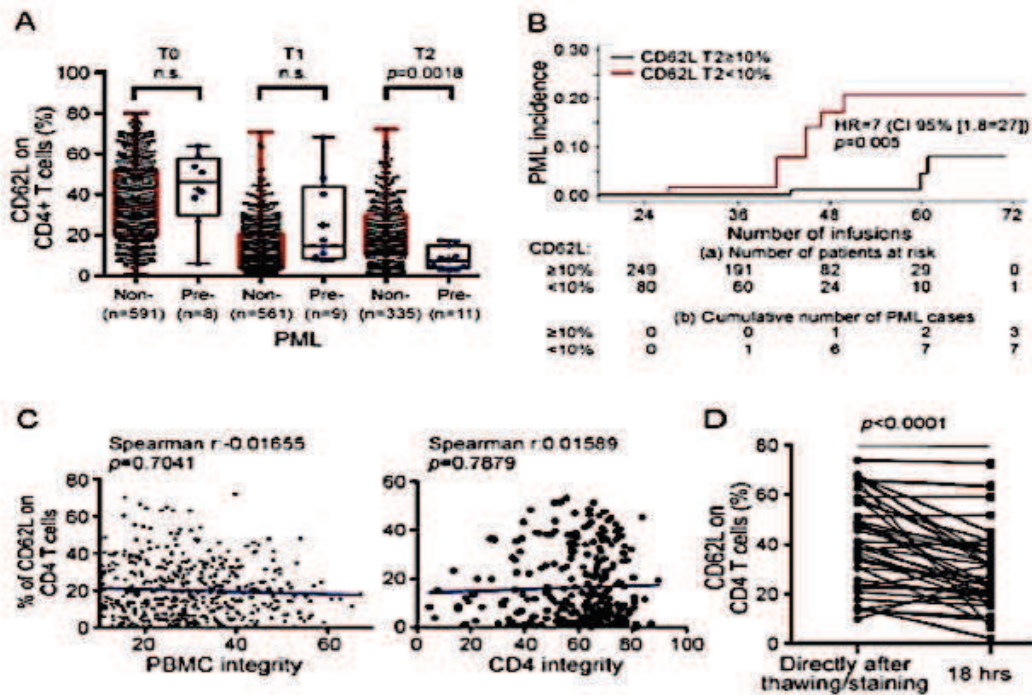 A
T0
T1
T2
n.s.
n.s.
p=0.0018
CD62L on
CD4+ T cells (%)
100
80
60
40
20
0
Non-
Pre-
Non-
Pre-
Non-
Pre-
(n=591)
(n=8)
(n=561)
(n=9)
(n=335)
(n=11)
PML
B
PML incidence
0.30
0.20
0.10
0.00
CD62L T2≥10%
CD62L T2<10%
HR=7 (CI 95% [1.8=27])
p=0.005
24 36 48 60 72
Number of infusions
CD62L:
(a) Number of patients at risk
≥10% 249 191 82 29 0
<10% 80 60 24 10 1
(b) Cumulative number of PML cases
≥10% 0 0 1 2 3
<10% 0 1 6 7 7
C
Spearman r:-0.01655
p=0.7041
% of CD62L on
CD4 T cells
80
60
40
20
0
20 40 60
PBMC integrity
Spearman r:0.01589
p=0.7879
80
60
40
20
0
0 20 40 60 80 100
CD4 integrity
D
p<0.0001
CD62L on
CD4 T cells (%)
80
60
40
20
0
Directly after
thawing/staining
18 hrs